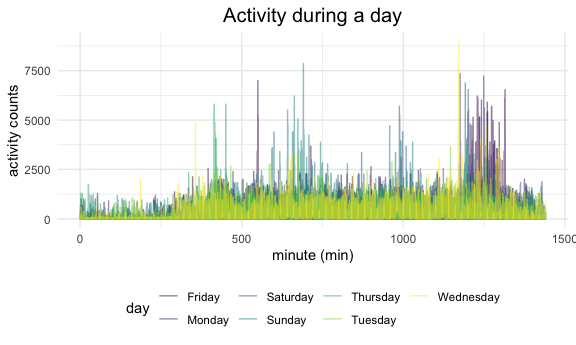 Activity during a day
activity counts
7500
5000
2500
0
0 500 1000 1500
minute (min)
day
Friday Saturday Thursday Wednesday
Monday Sunday Tuesday